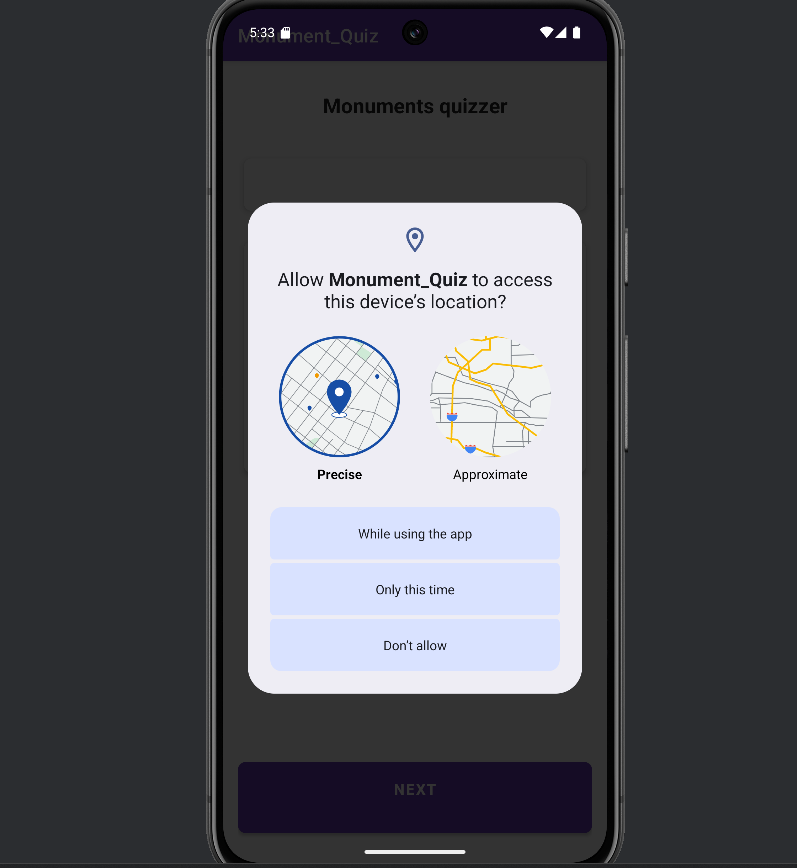 5:33
Monument_Quiz
Monuments quizzer
Allow Monument_Quiz to access
this device's location?
Precise
Approximate
While using the app
Only this time
Don't allow
NEXT